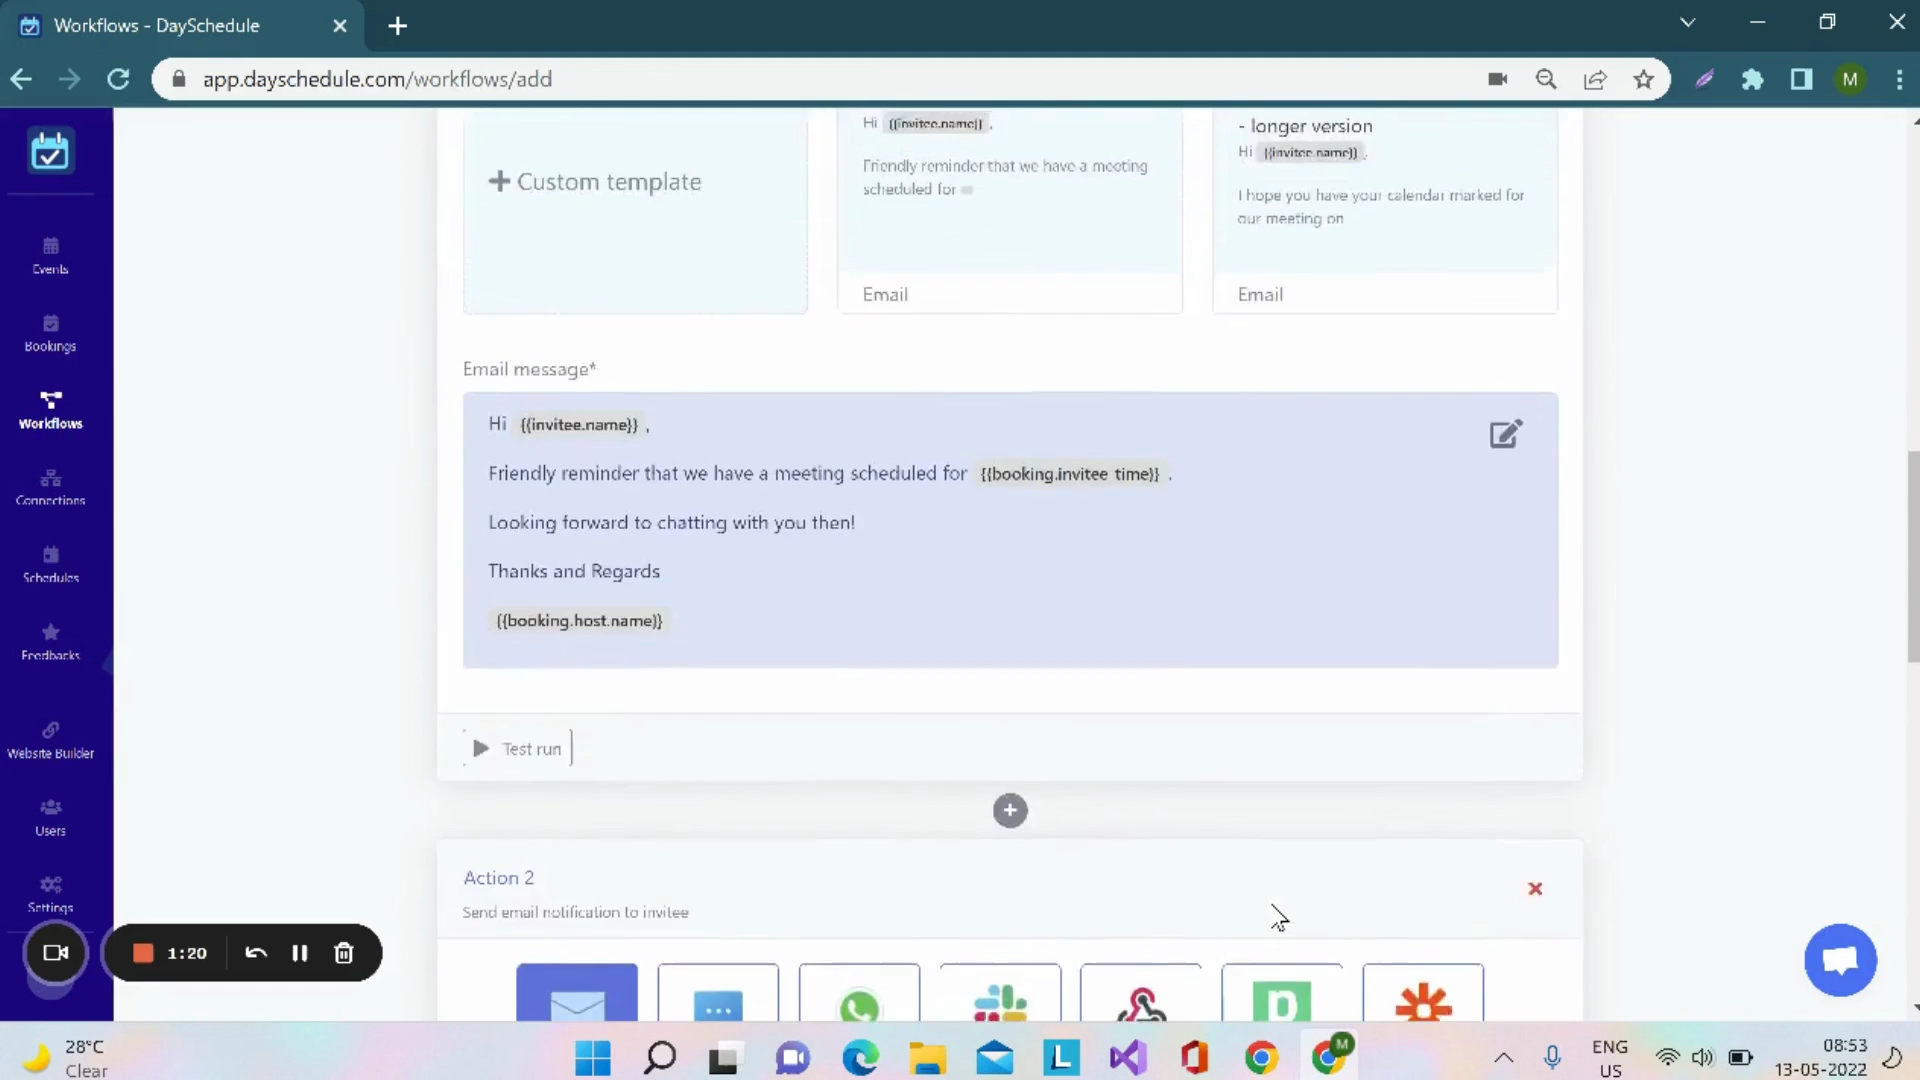 Workflows - DaySchedule
app.dayschedule.com/workflows/add
M
Hi {{invitee.name}},
Friendly reminder that we have a meeting
scheduled for
Email
- longer version
Hi {{invitee.name}},
I hope you have your calendar marked for
our meeting on
Email
+ Custom template
Events
Bookings
Workflows
Connections
Schedules
Feedbacks
Website Builder
Users
Settings
Email message*
Hi {{invitee.name}} ,
Friendly reminder that we have a meeting scheduled for {{booking.invitee time}} .
Looking forward to chatting with you then!
Thanks and Regards
{{booking.host.name}}
Test run
Action 2
Send email notification to invitee
1:20
28°C
Clear
L
M
ENG
US
08:53
13-05-2022